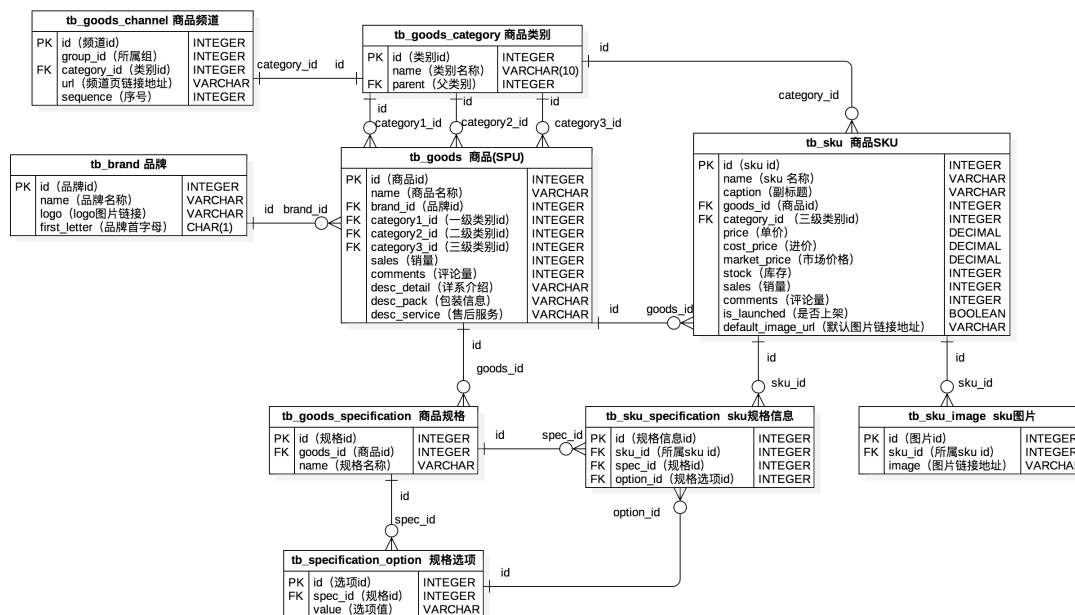 tb_goods_channel 商品频道
PK id（频道id） INTEGER
group_id（所属组） INTEGER
FK category_id（类别id） INTEGER
url（频道页链接地址） VARCHAR
sequence（序号） INTEGER
category_id id
tb_goods_category 商品类别
PK id（类别id） INTEGER
name（类别名称） VARCHAR(10)
FK parent（父类别） INTEGER
id
category_id
id id id
category1_id category2_id category3_id
tb_brand 品牌
PK id（品牌id） INTEGER
name（品牌名称） VARCHAR
logo（logo图片链接） VARCHAR
first_letter（品牌首字母） CHAR(1)
id brand_id
tb_goods 商品(SPU)
PK id（商品id） INTEGER
name（商品名称） VARCHAR
FK brand_id（品牌id） INTEGER
FK category1_id（一级类别id） INTEGER
FK category2_id（二级类别id） INTEGER
FK category3_id（三级类别id） INTEGER
sales（销量） INTEGER
comments（评论量） INTEGER
desc_detail（详系介绍） VARCHAR
desc_pack（包装信息） VARCHAR
desc_service（售后服务） VARCHAR
id goods_id
tb_sku 商品SKU
PK id（sku id） INTEGER
name（sku 名称） VARCHAR
caption（副标题） VARCHAR
FK goods_id（商品id） INTEGER
FK category_id （三级类别id） INTEGER
price（单价） DECIMAL
cost_price（进价） DECIMAL
market_price（市场价格） DECIMAL
stock（库存） INTEGER
sales（销量） INTEGER
comments（评论量） INTEGER
is_launched（是否上架） BOOLEAN
default_image_url（默认图片链接地址） VARCHAR
id
goods_id
id
sku_id
id
sku_id
tb_goods_specification 商品规格
PK id（规格id） INTEGER
FK goods_id（商品id） INTEGER
name（规格名称） VARCHAR
id spec_id
tb_sku_specification sku规格信息
PK id（规格信息id） INTEGER
FK sku_id（所属sku id） INTEGER
FK spec_id（规格id） INTEGER
FK option_id（规格选项id） INTEGER
tb_sku_image sku图片
PK id（图片id） INTEGER
FK sku_id（所属sku id） INTEGER
image（图片链接地址） VARCHA
id
spec_id
option_id
tb_specification_option 规格选项
PK id（选项id） INTEGER
FK spec_id（规格id） INTEGER
value（选项值） VARCHAR
id